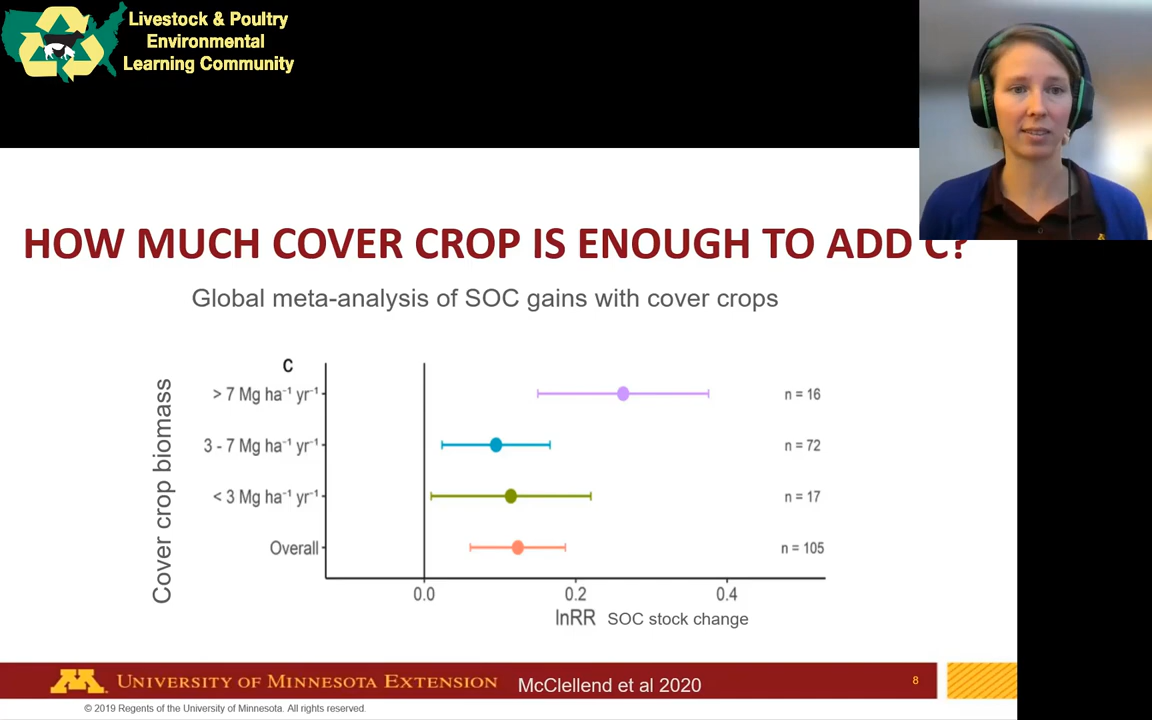 Livestock & Poultry
Environmental
Learning Community
HOW MUCH COVER CROP IS ENOUGH TO ADD C?
Global meta-analysis of SOC gains with cover crops
C
Cover crop biomass
> 7 Mg ha⁻¹ yr⁻¹
n = 16
3 - 7 Mg ha⁻¹ yr⁻¹
n = 72
< 3 Mg ha⁻¹ yr⁻¹
n = 17
Overall
n = 105
0.0 0.2 0.4
lnRR SOC stock change
UNIVERSITY OF MINNESOTA EXTENSION
McClellend et al 2020
8
© 2019 Regents of the University of Minnesota. All rights reserved.